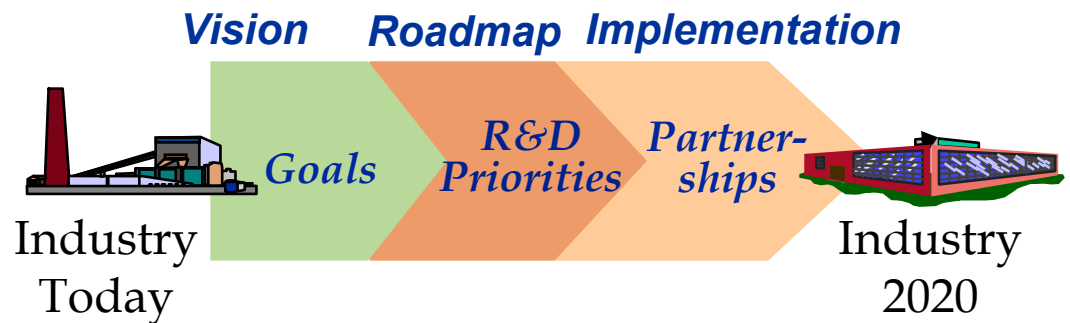 Vision Roadmap Implementation
Goals
R&D
Priorities
Partner-
ships
Industry
Today
Industry
2020